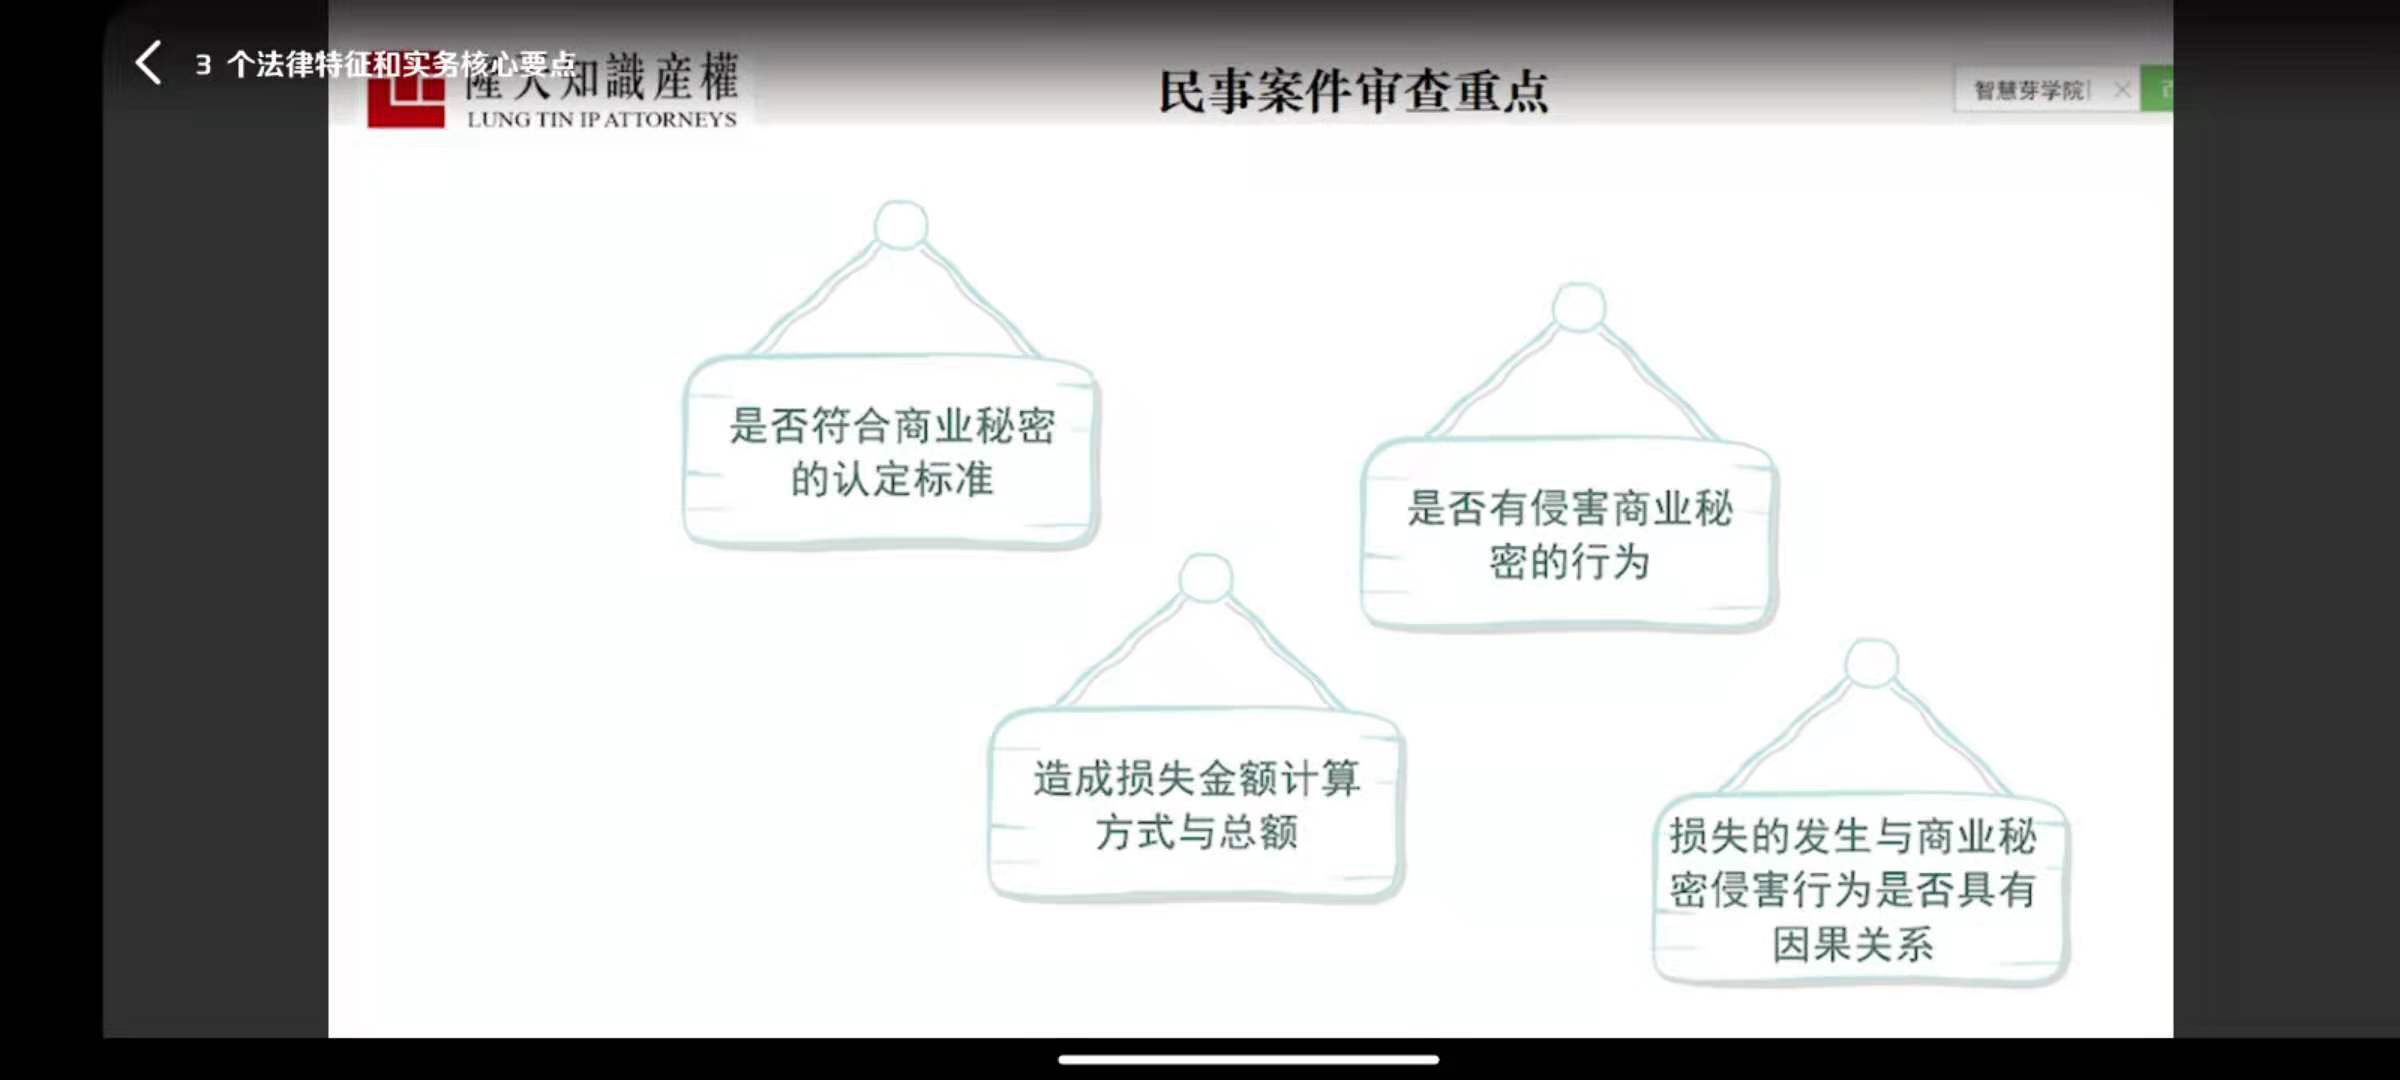 3 个法律特征和实务核心要点
隆天知識産權
LUNG TIN IP ATTORNEYS
民事案件审查重点
智慧芽学院
是否符合商业秘密
的认定标准
是否有侵害商业秘
密的行为
造成损失金额计算
方式与总额
损失的发生与商业秘
密侵害行为是否具有
因果关系